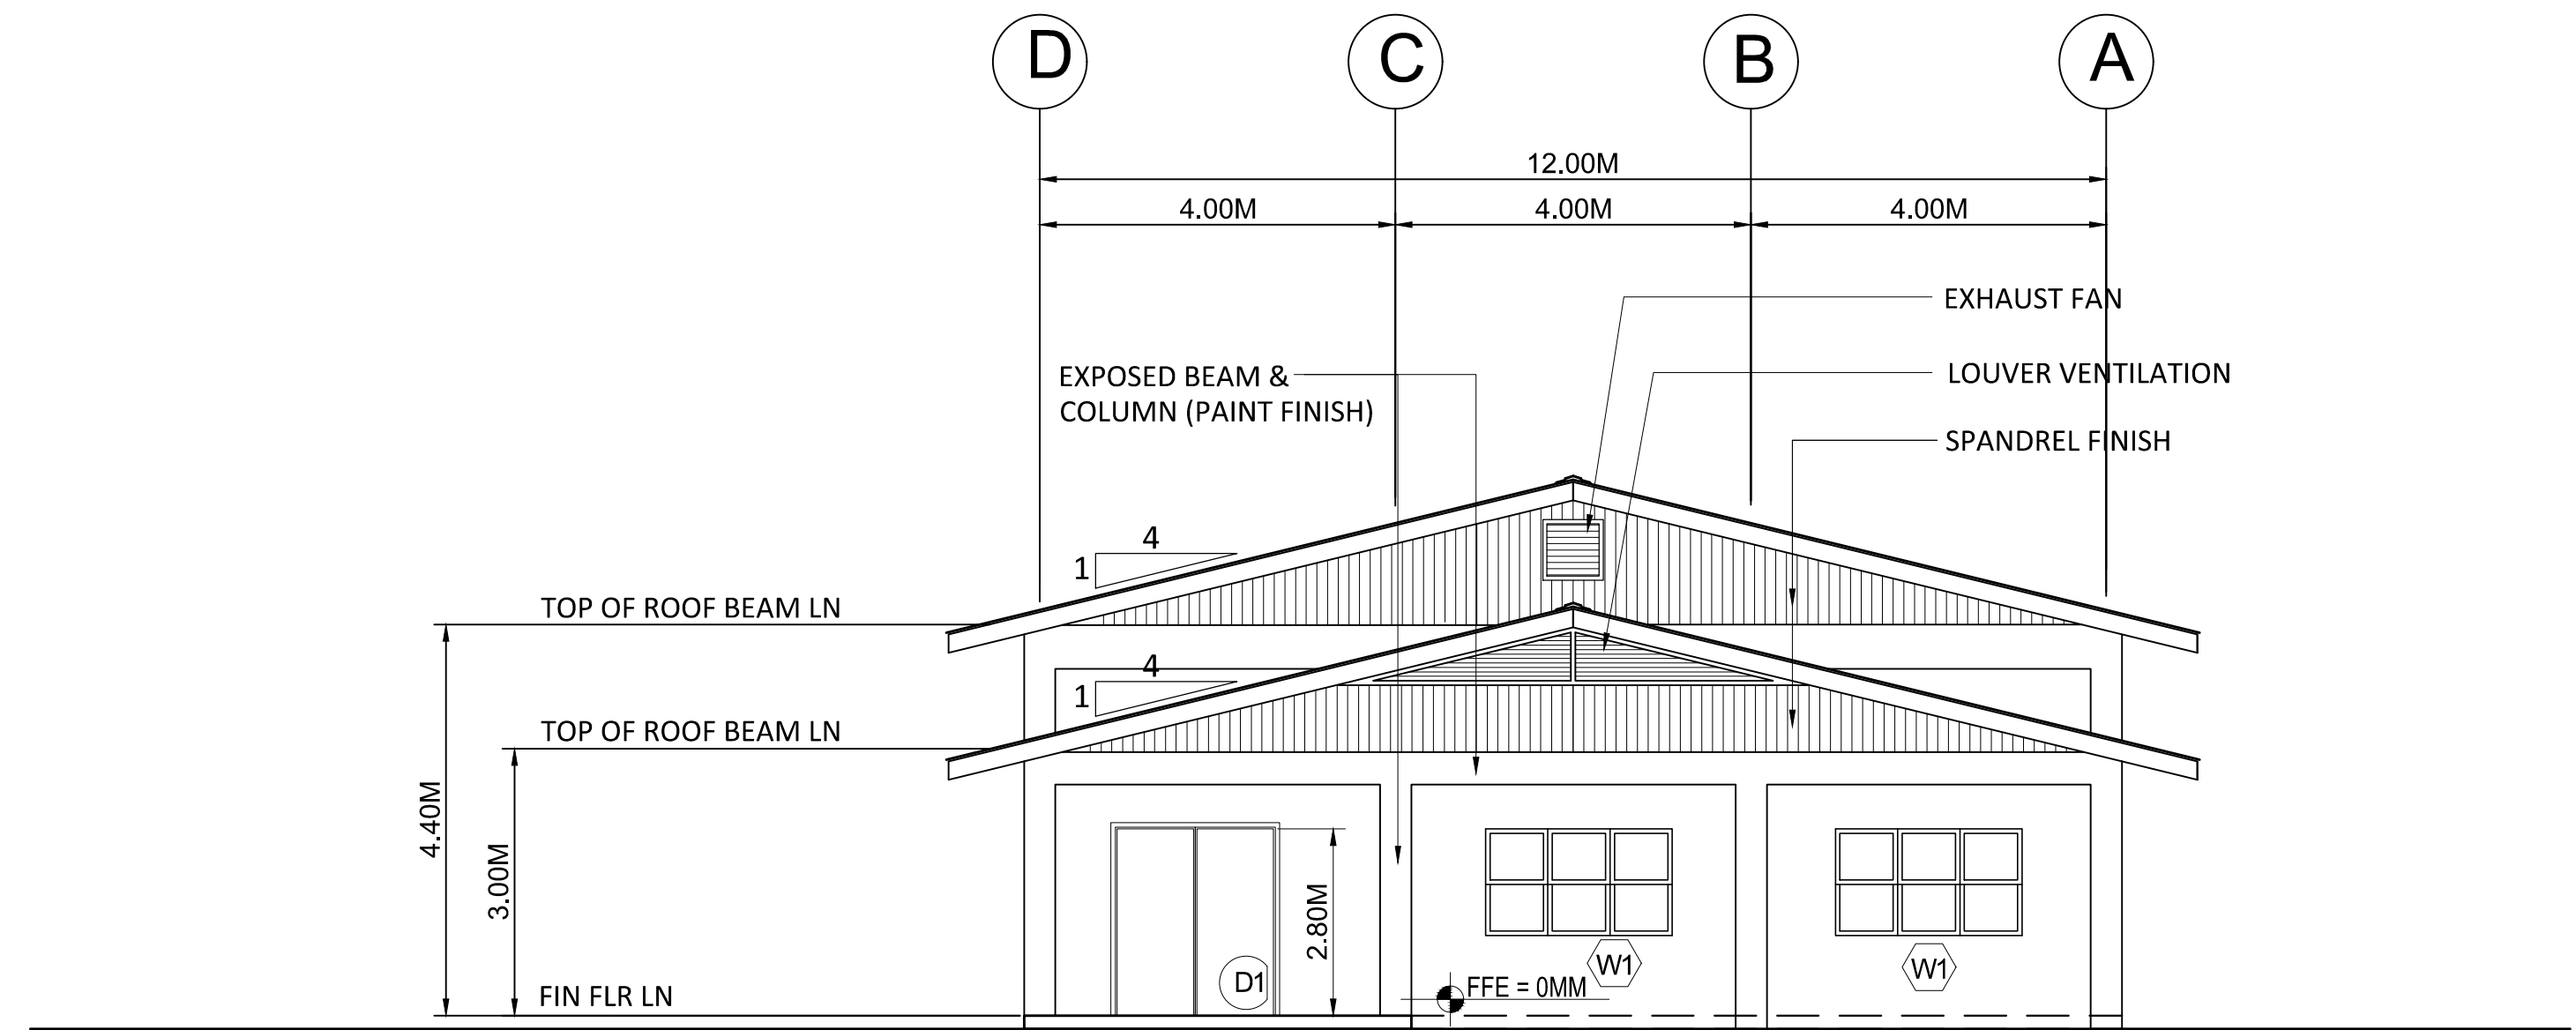 D
C
B
A
12.00M
4.00M
4.00M
4.00M
EXHAUST FAN
EXPOSED BEAM &
COLUMN (PAINT FINISH)
LOUVER VENTILATION
SPANDREL FINISH
4
1
TOP OF ROOF BEAM LN
4
1
TOP OF ROOF BEAM LN
4.40M
3.00M
2.80M
D1
W1
W1
FFE = 0MM
FIN FLR LN